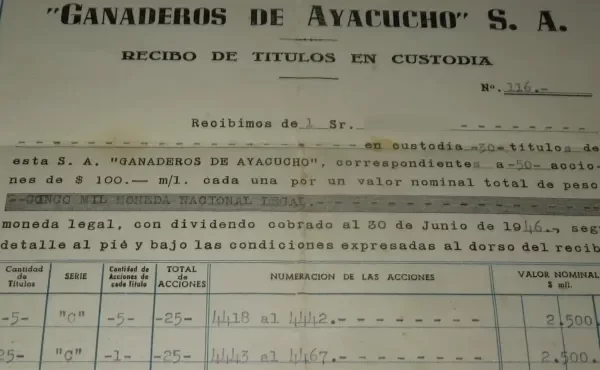 "GANADEROS DE AYACUCHO" S. A.
RECIBO DE TITULOS EN CUSTODIA
Nº. 116.-
Recibimos del Sr. - - - - - - -
- - - - - - - - - - - - - - - - en custodia -30- titulos de
esta S. A. "GANADEROS DE AYACUCHO", correspondientes a -50- accio-
nes de $ 100.— m/l. cada una por un valor nominal total de peso
--CINCO MIL MONEDA NACIONAL LEGAL.- - - - - - - - - - - -
moneda legal, con dividendo cobrado al 30 de Junio de 1946.-, seg
detalle al pié y bajo las condiciones expresadas al dorso del recib
Cantidad de Titulos SERIE Cantidad de Acciones de cada Titulo TOTAL de ACCIONES NUMERACION DE LAS ACCIONES VALOR NOMINAL $ m/l.
-5- "C" -5- -25- 4418 al 4442.- - - - - - - - - 2.500
25- "C" -1- -25- 4443 al 4467.- - - - - - - - - 2.500.